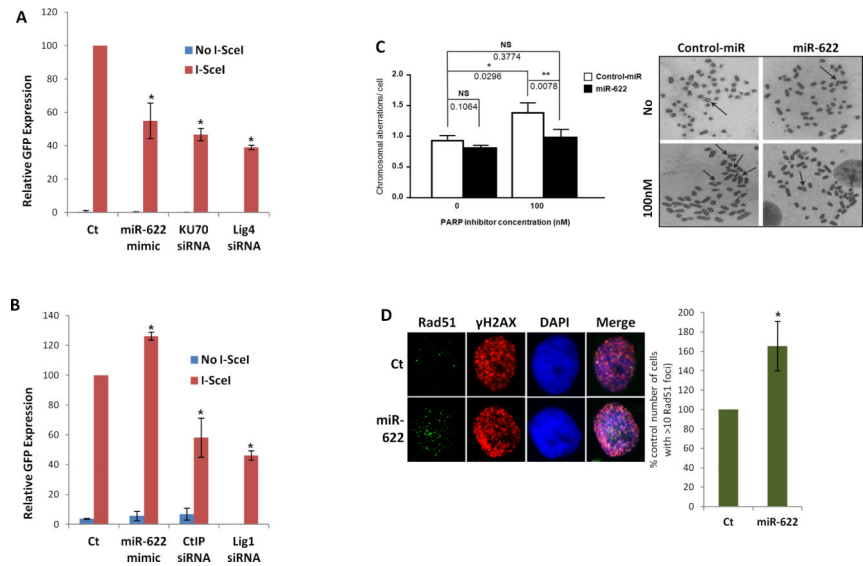 A
Relative GFP Expression
120
100
80
60
40
20
0
No I-SceI
I-SceI
*
*
*
Ct
miR-622 mimic
KU70 siRNA
Lig4 siRNA
B
Relative GFP Expression
140
120
100
80
60
40
20
0
No I-SceI
I-SceI
*
*
*
Ct
miR-622 mimic
CtIP siRNA
Lig1 siRNA
C
Chromosomal aberrations/ cell
2.0
1.5
1.0
0.5
0.0
NS
0.3774
*
0.0296
**
0.0078
NS
0.1064
Control-miR
miR-622
0
100
PARP inhibitor concentration (nM)
Control-miR
miR-622
No
100nM
D
Rad51
γH2AX
DAPI
Merge
Ct
miR-
622
% control number of cells
with >10 Rad51 foci)
200
180
160
140
120
100
80
60
40
20
0
*
Ct
miR-622